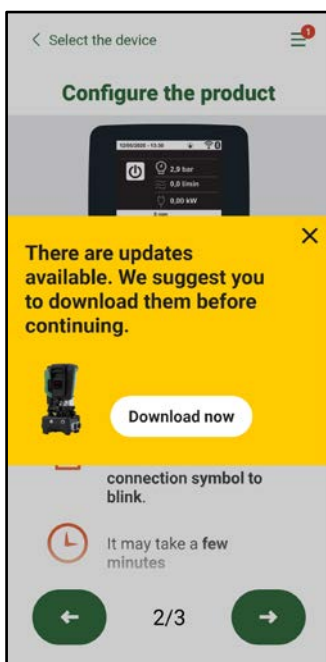 Select the device
1
Configure the product
12/05/2020 - 15:30
2,9 bar
0,0 l/min
0,00 kW
There are updates
available. We suggest you
to download them before
continuing.
Download now
connection symbol to
blink.
It may take a few
minutes
2/3